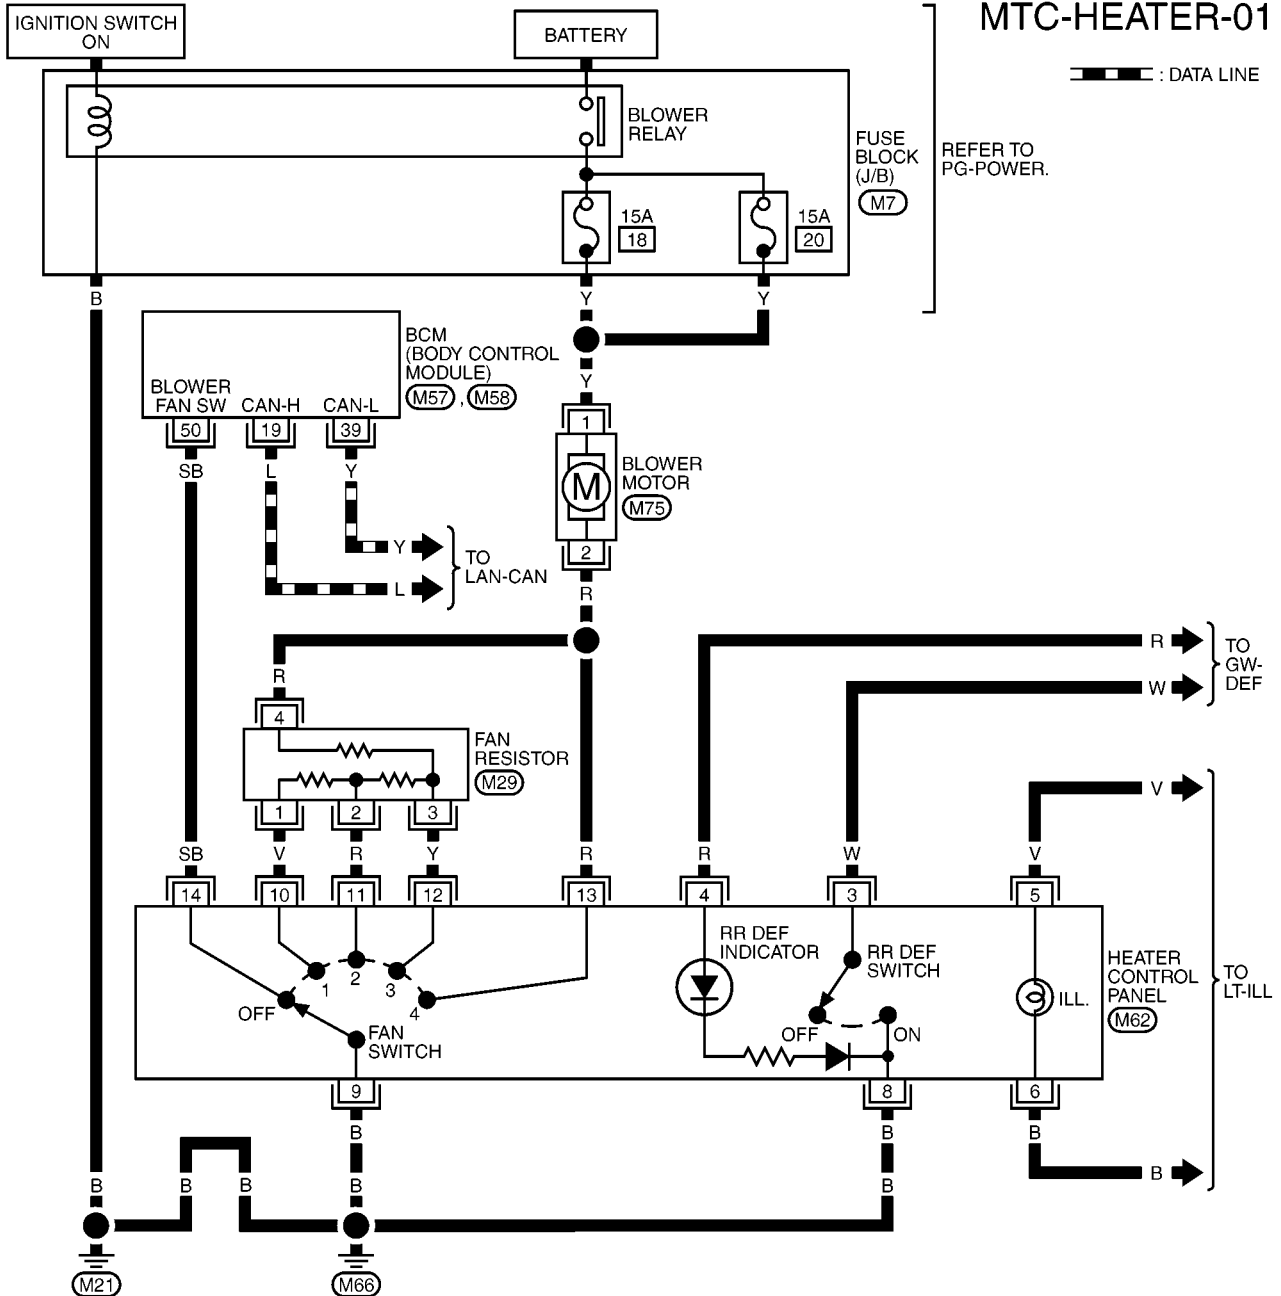 MTC-HEATER-01
IGNITION SWITCH
ON
BATTERY
: DATA LINE
BLOWER
RELAY
FUSE
BLOCK
(J/B)
M7
REFER TO
PG-POWER.
15A
18
15A
20
B
Y
Y
BCM
(BODY CONTROL
MODULE)
M57 , M58
BLOWER
FAN SW
CAN-H
CAN-L
50
19
39
SB
L
Y
Y
1
M
BLOWER
MOTOR
M75
2
R
Y
L
TO
LAN-CAN
R
4
FAN
RESISTOR
M29
1
2
3
R
W
TO
GW-
DEF
V
SB
V
R
Y
R
R
W
V
14
10
11
12
13
4
3
5
RR DEF
INDICATOR
RR DEF
SWITCH
OFF
ON
OFF
1
2
3
4
FAN
SWITCH
ILL.
HEATER
CONTROL
PANEL
M62
TO
LT-ILL
9
8
6
B
B
B
B
B
B
B
B
B
M21
M66